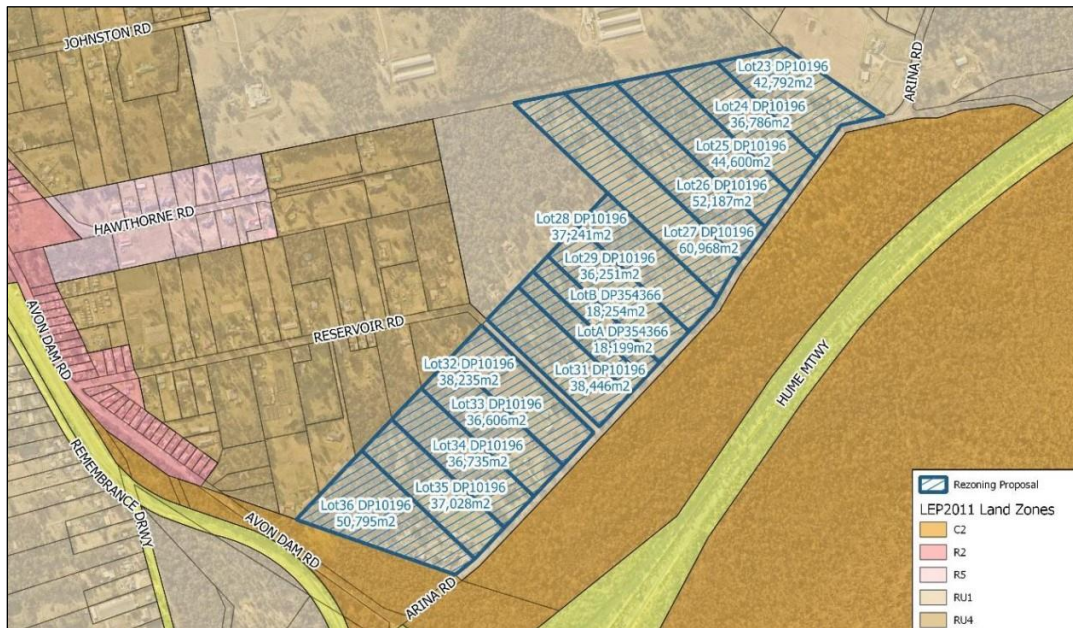 JOHNSTON RD
ARINA RD
Lot23 DP10196
42,792m2
Lot24 DP10196
36,786m2
Lot25 DP10196
44,600m2
Lot26 DP10196
52,187m2
Lot27 DP10196
60,968m2
Lot28 DP10196
37,241m2
Lot29 DP10196
36,251m2
LotB DP354366
18,254m2
LotA DP354366
18,199m2
Lot31 DP10196
38,446m2
Lot32 DP10196
38,235m2
Lot33 DP10196
36,606m2
Lot34 DP10196
36,735m2
Lot35 DP10196
37,028m2
Lot36 DP10196
50,795m2
HAWTHORNE RD
RESERVOIR RD
AVON DAM RD
REMEMBRANCE DRWY
AVON DAM RD
ARINA RD
HUME MTWY
Rezoning Proposal
LEP2011 Land Zones
C2
R2
R5
RU1
RU4